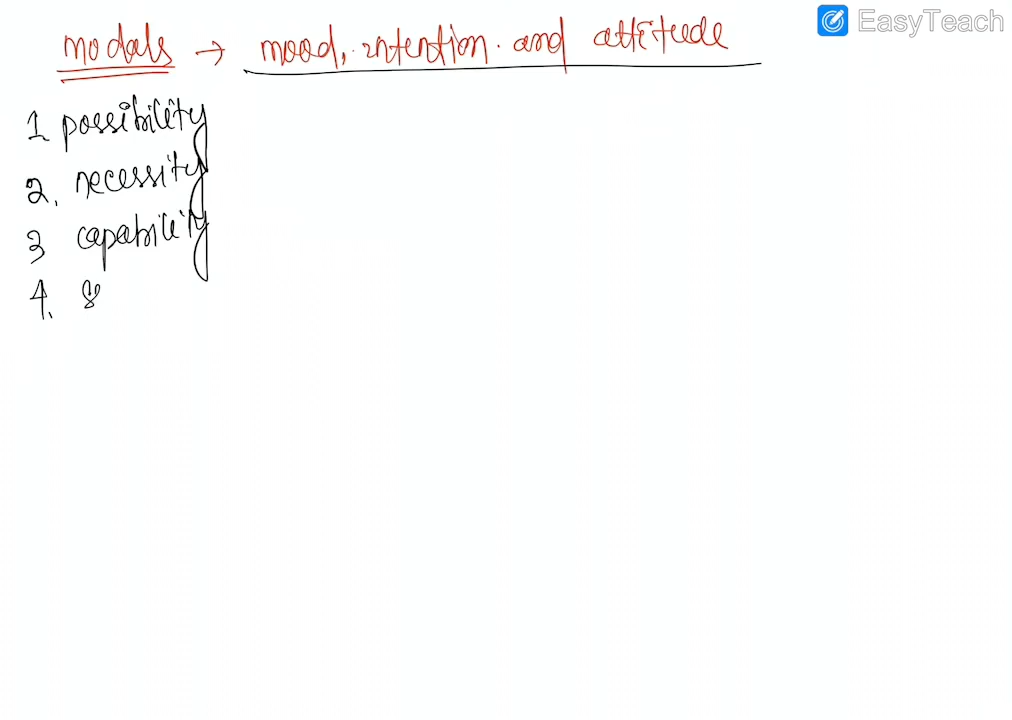 modals → mood, intention and attitude
EasyTeach
1 possibility
2. necessity
3 capability
4. s